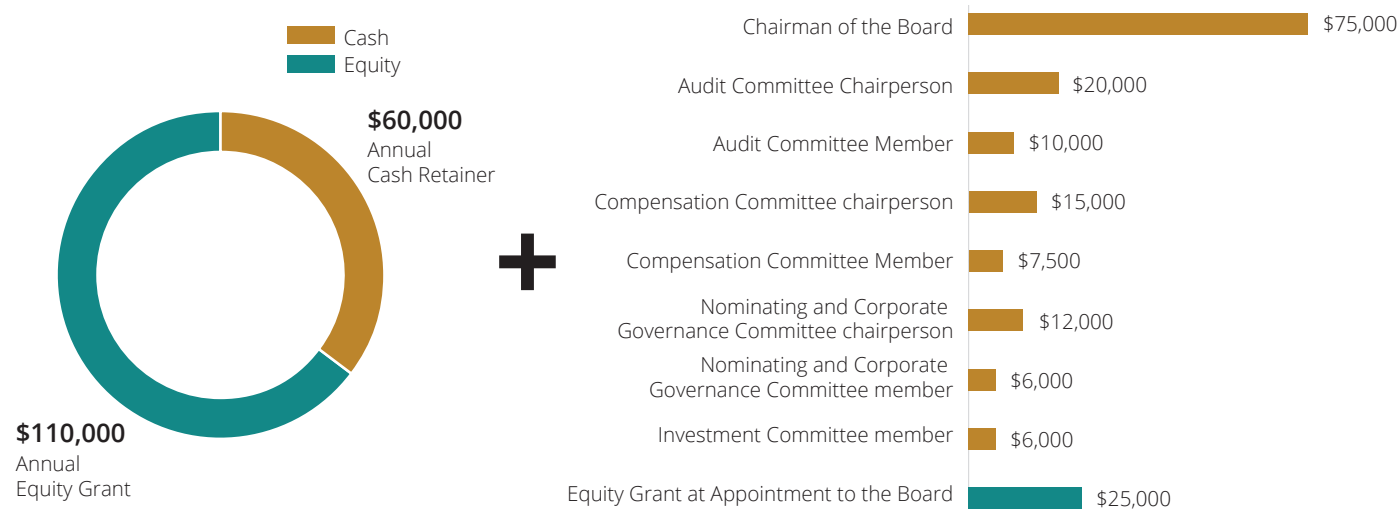 Cash
Equity
$60,000
Annual
Cash Retainer
$110,000
Annual
Equity Grant
+
Chairman of the Board $75,000
Audit Committee Chairperson $20,000
Audit Committee Member $10,000
Compensation Committee chairperson $15,000
Compensation Committee Member $7,500
Nominating and Corporate
Governance Committee chairperson $12,000
Nominating and Corporate
Governance Committee member $6,000
Investment Committee member $6,000
Equity Grant at Appointment to the Board $25,000